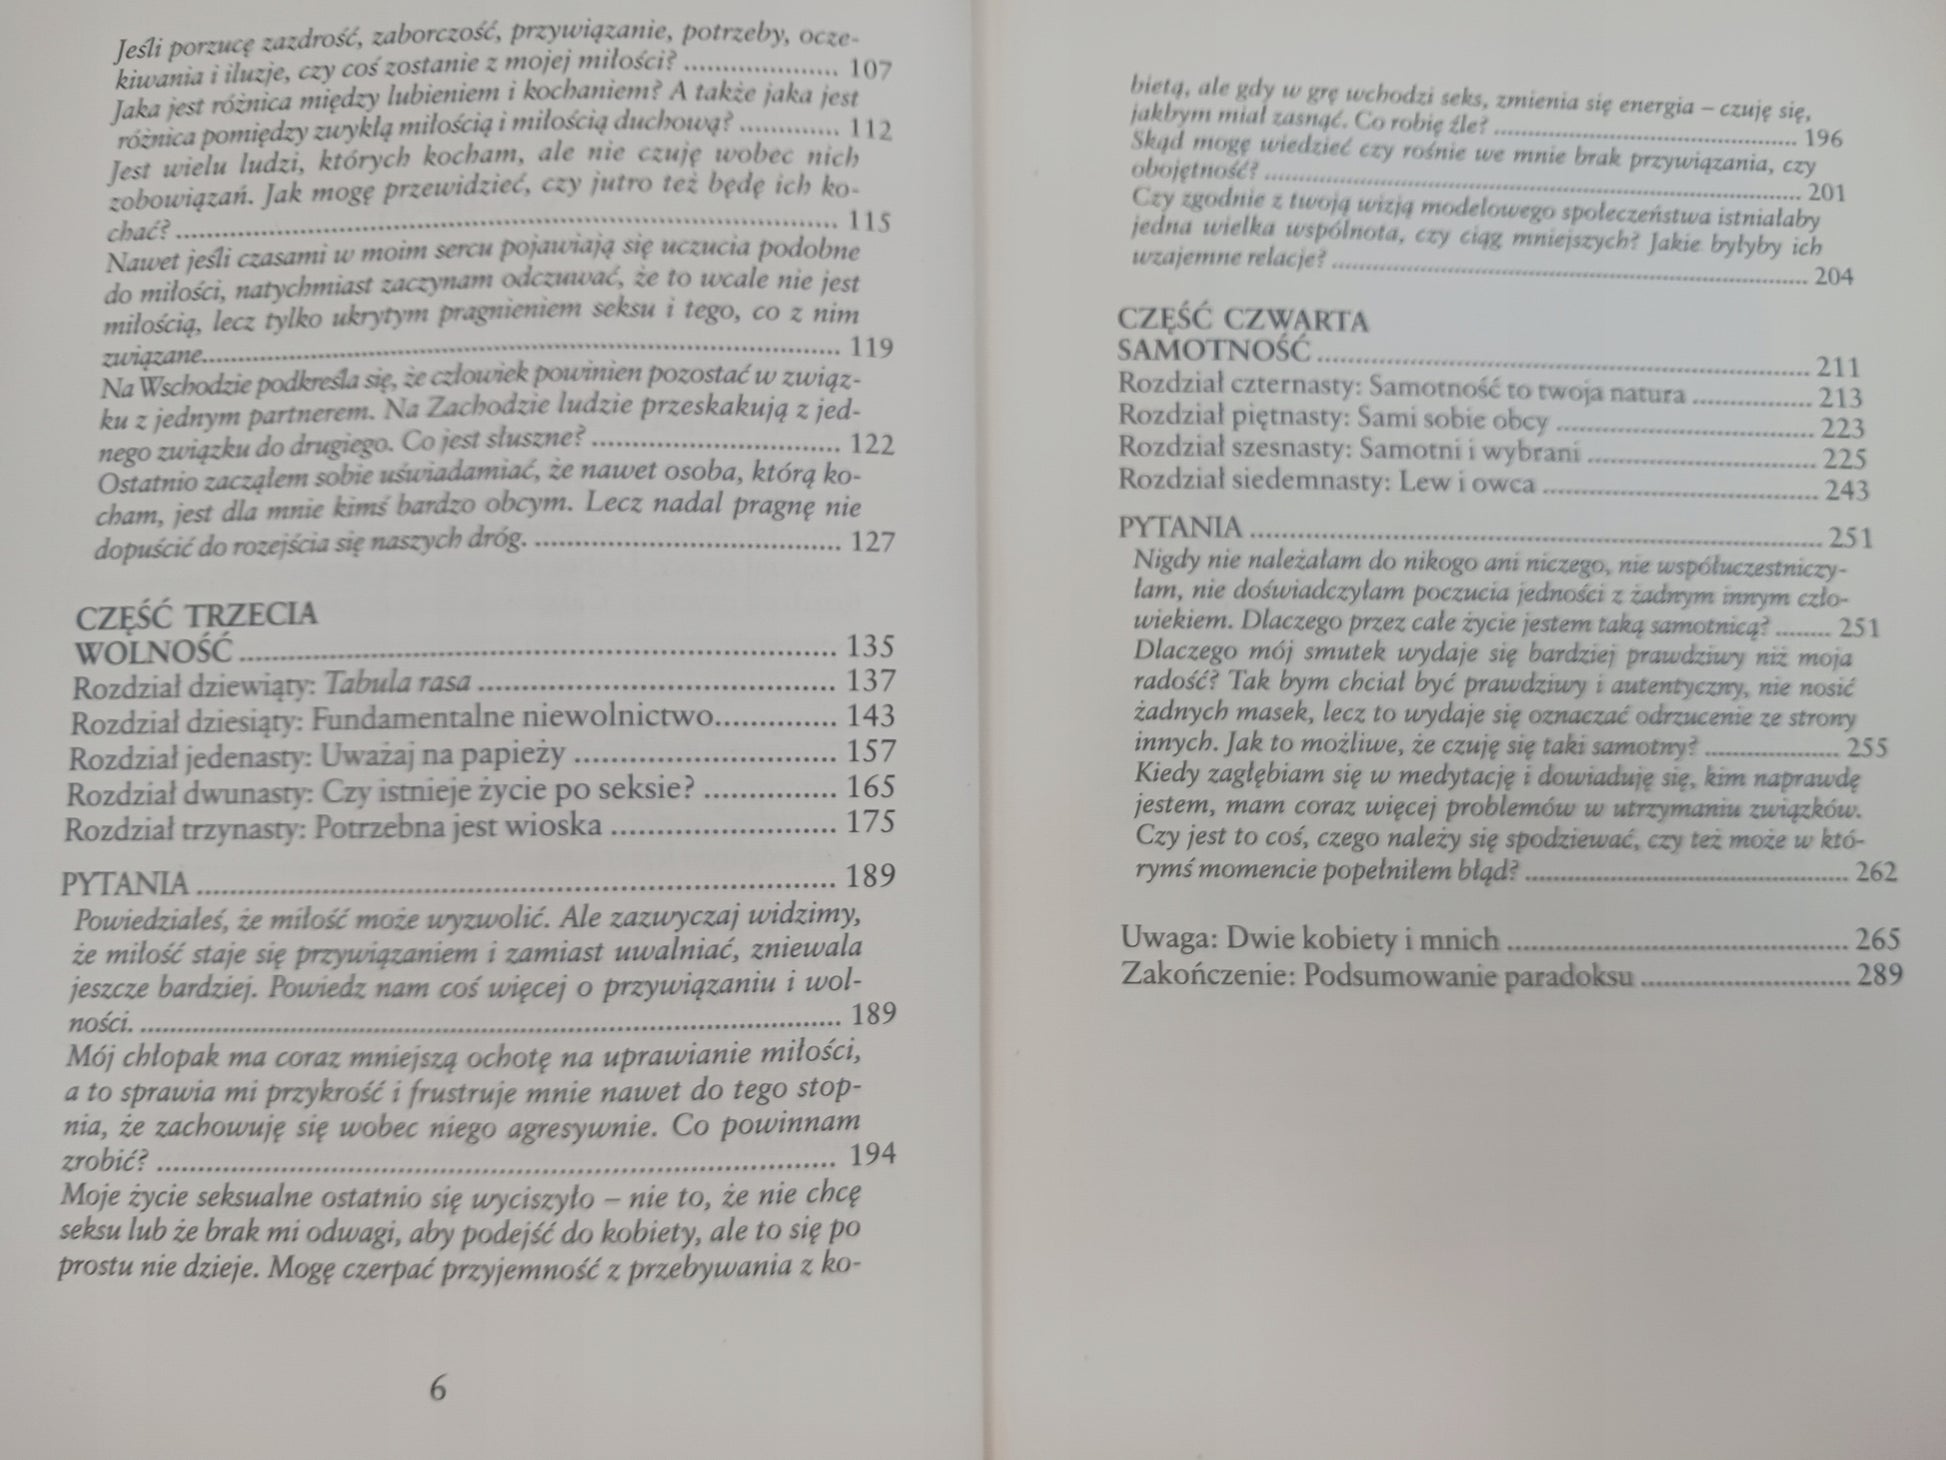 Jeśli porzucę zazdrość, zaborczość, przywiązanie, potrzeby, ocze-
kiwania i iluzje, czy coś zostanie z mojej miłości? .................... 107
Jaka jest różnica między lubieniem i kochaniem? A także jaka jest
różnica pomiędzy zwykłą miłością i miłością duchową? ............. 112
Jest wielu ludzi, których kocham, ale nie czuję wobec nich
zobowiązań. Jak mogę przewidzieć, czy jutro też będę ich ko-
chać? ........................................................................ 115
Nawet jeśli czasami w moim sercu pojawiają się uczucia podobne
do miłości, natychmiast zaczynam odczuwać, że to wcale nie jest
miłością, lecz tylko ukrytym pragnieniem seksu i tego, co z nim
związane........................................................................ 119
Na Wschodzie podkreśla się, że człowiek powinien pozostać w związ-
ku z jednym partnerem. Na Zachodzie ludzie przeskakują z jed-
nego związku do drugiego. Co jest słuszne? .............................. 122
Ostatnio zacząłem sobie uświadamiać, że nawet osoba, którą ko-
cham, jest dla mnie kimś bardzo obcym. Lecz nadal pragnę nie
dopuścić do rozejścia się naszych dróg. .................................... 127
CZĘŚĆ TRZECIA
WOLNOŚĆ ........................................................................ 135
Rozdział dziewiąty: Tabula rasa ............................................ 137
Rozdział dziesiąty: Fundamentalne niewolnictwo............... 143
Rozdział jedenasty: Uważaj na papieży ................................ 157
Rozdział dwunasty: Czy istnieje życie po seksie? ................ 165
Rozdział trzynasty: Potrzebna jest wioska ............................ 175
PYTANIA ........................................................................ 189
Powiedziałeś, że miłość może wyzwolić. Ale zazwyczaj widzimy,
że miłość staje się przywiązaniem i zamiast uwalniać, zniewala
jeszcze bardziej. Powiedz nam coś więcej o przywiązaniu i wol-
ności. ........................................................................ 189
Mój chłopak ma coraz mniejszą ochotę na uprawianie miłości,
a to sprawia mi przykrość i frustruje mnie nawet do tego stop-
nia, że zachowuję się wobec niego agresywnie. Co powinnam
zrobić? ........................................................................ 194
Moje życie seksualne ostatnio się wyciszyło – nie to, że nie chcę
seksu lub że brak mi odwagi, aby podejść do kobiety, ale to się po
prostu nie dzieje. Mogę czerpać przyjemność z przebywania z ko-
6
bietą, ale gdy w grę wchodzi seks, zmienia się energia – czuję się,
jakbym miał zasnąć. Co robię źle? ........................................ 196
Skąd mogę wiedzieć czy rośnie we mnie brak przywiązania, czy
obojętność? ........................................................................ 201
Czy zgodnie z twoją wizją modelowego społeczeństwa istniałaby
jedna wielka wspólnota, czy ciąg mniejszych? Jakie byłyby ich
wzajemne relacje? ................................................................ 204
CZĘŚĆ CZWARTA
SAMOTNOŚĆ ................................................................ 211
Rozdział czternasty: Samotność to twoja natura ............... 213
Rozdział piętnasty: Sami sobie obcy .................................. 223
Rozdział szesnasty: Samotni i wybrani ............................... 225
Rozdział siedemnasty: Lew i owca .................................... 243
PYTANIA ........................................................................ 251
Nigdy nie należałam do nikogo ani niczego, nie współuczestniczy-
łam, nie doświadczyłam poczucia jedności z żadnym innym czło-
wiekiem. Dlaczego przez całe życie jestem taką samotnicą? ........ 251
Dlaczego mój smutek wydaje się bardziej prawdziwy niż moja
radość? Tak bym chciał być prawdziwy i autentyczny, nie nosić
żadnych masek, lecz to wydaje się oznaczać odrzucenie ze strony
innych. Jak to możliwe, że czuję się taki samotny? .................. 255
Kiedy zagłębiam się w medytację i dowiaduję się, kim naprawdę
jestem, mam coraz więcej problemów w utrzymaniu związków.
Czy jest to coś, czego należy się spodziewać, czy też może w któ-
rymś momencie popełniłem błąd? ........................................ 262
Uwaga: Dwie kobiety i mnich .......................................... 265
Zakończenie: Podsumowanie paradoksu .......................... 289